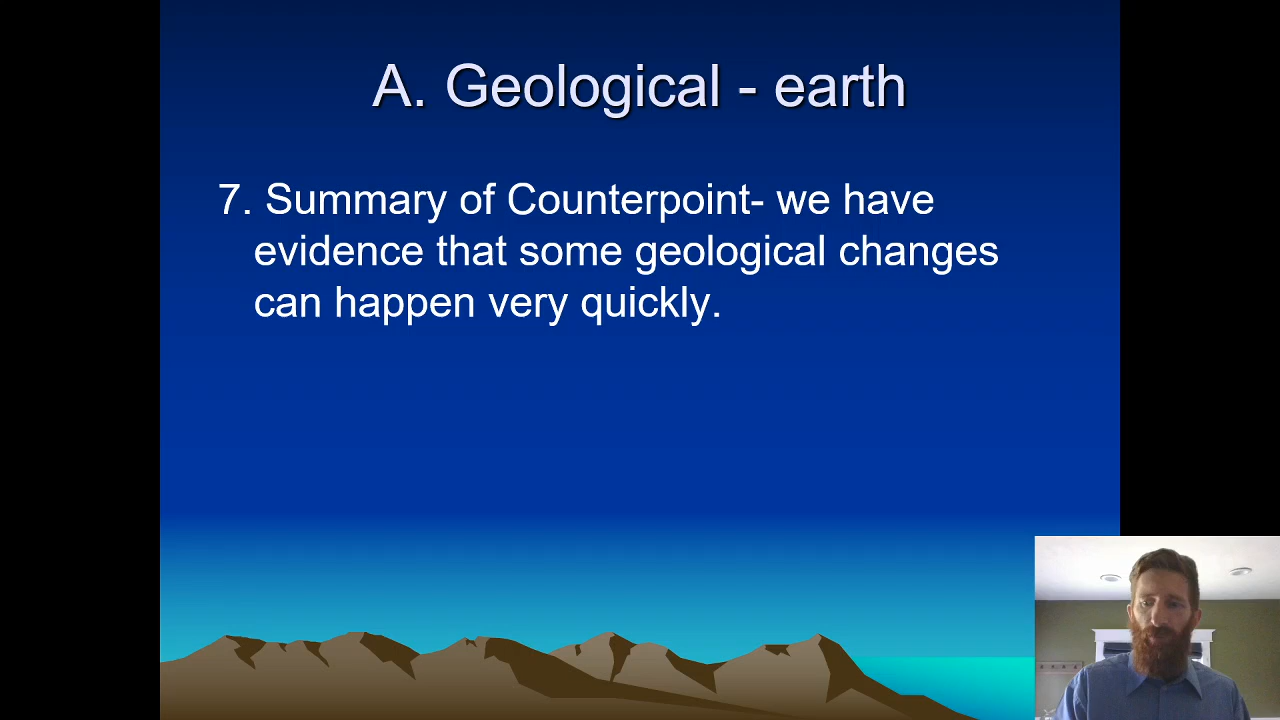 A. Geological - earth
7. Summary of Counterpoint- we have
evidence that some geological changes
can happen very quickly.